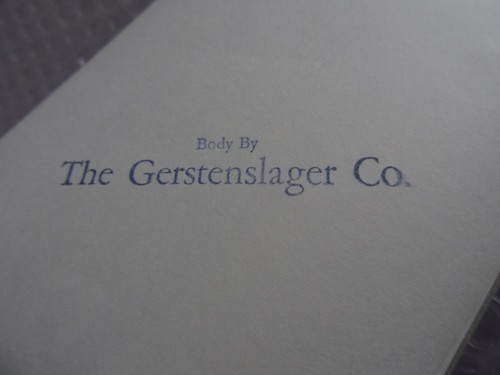 Body By
The Gerstenslager Co.